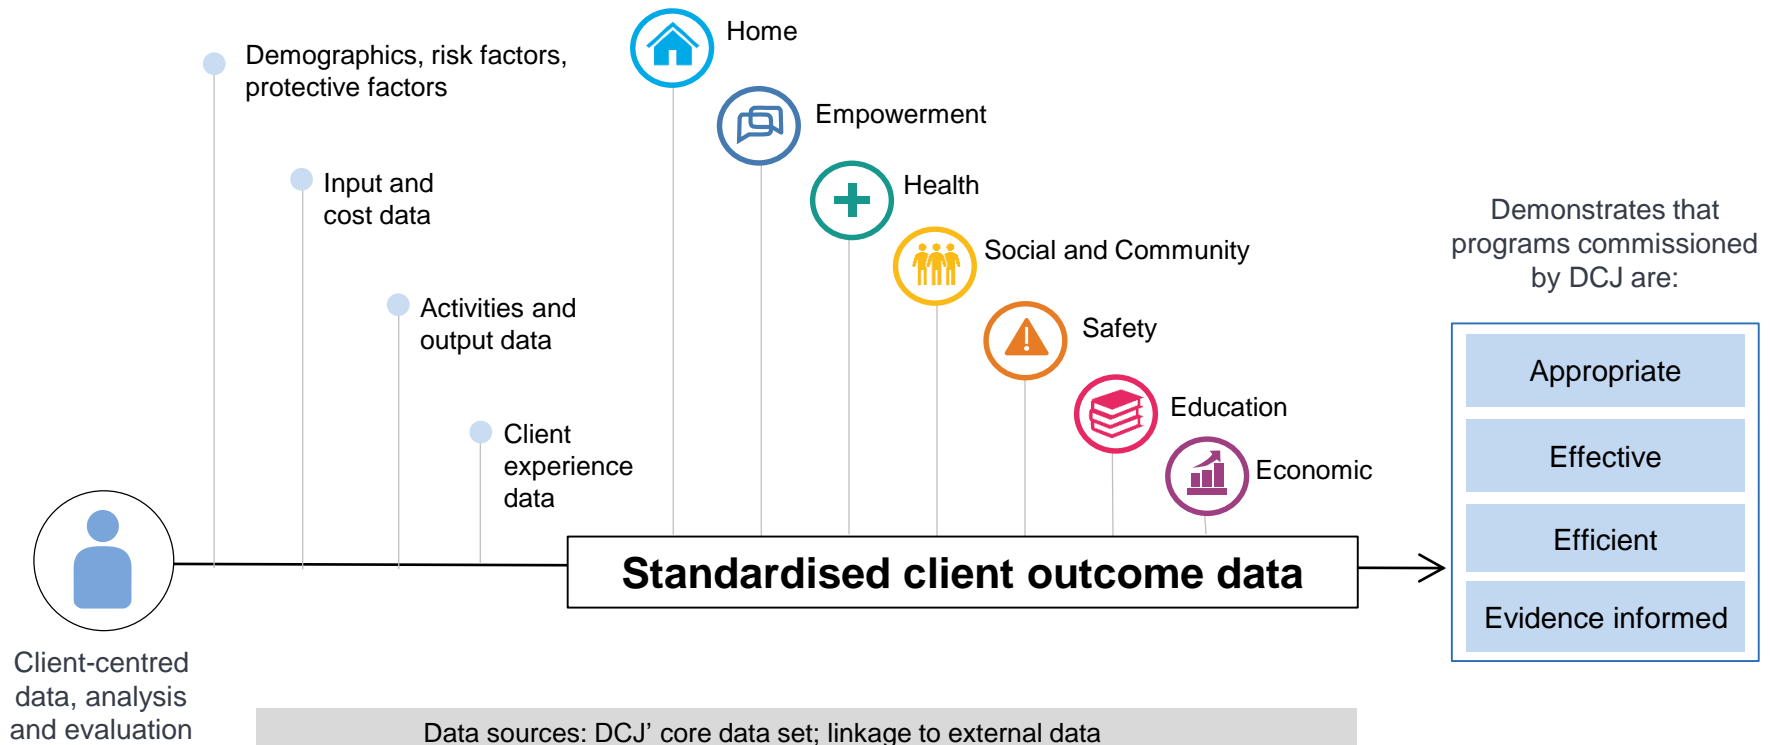 Demographics, risk factors,
protective factors
Input and
cost data
Activities and
output data
Client
experience
data
Home
Empowerment
Health
Social and Community
Safety
Education
Economic
Client-centred
data, analysis
and evaluation
Standardised client outcome data
Demonstrates that
programs commissioned
by DCJ are:
Appropriate
Effective
Efficient
Evidence informed
Data sources: DCJ’ core data set; linkage to external data